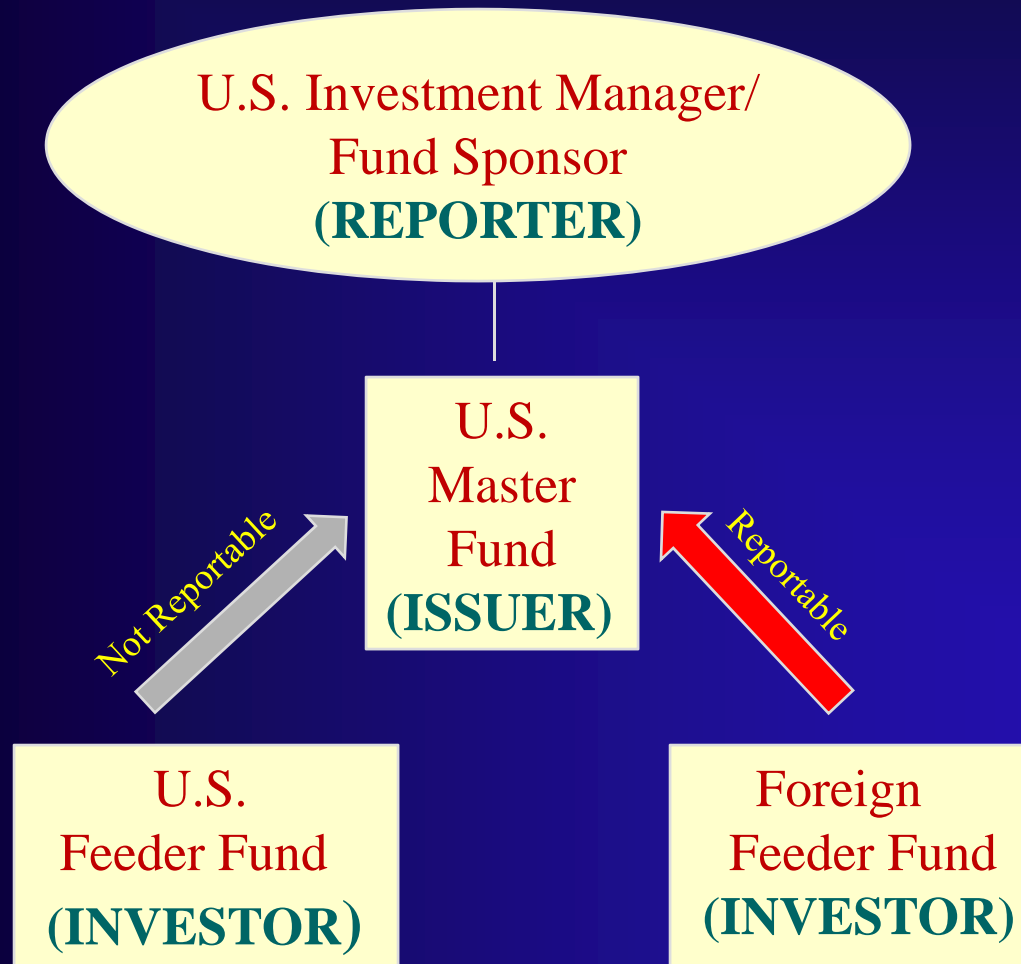 U.S. Investment Manager/
Fund Sponsor
(REPORTER)
U.S.
Master
Fund
(ISSUER)
Not Reportable
Reportable
U.S.
Feeder Fund
(INVESTOR)
Foreign
Feeder Fund
(INVESTOR)